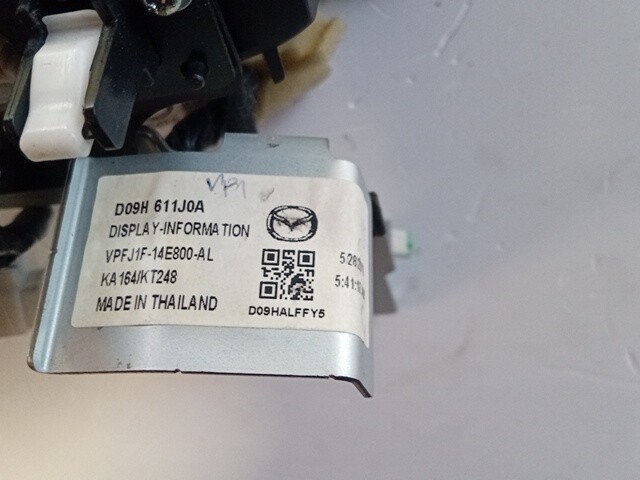 D09H 611J0A
DISPLAY-INFORMATION
VPFJ1F-14E800-AL
KA164/KT248
MADE IN THAILAND
D09HALFFY5